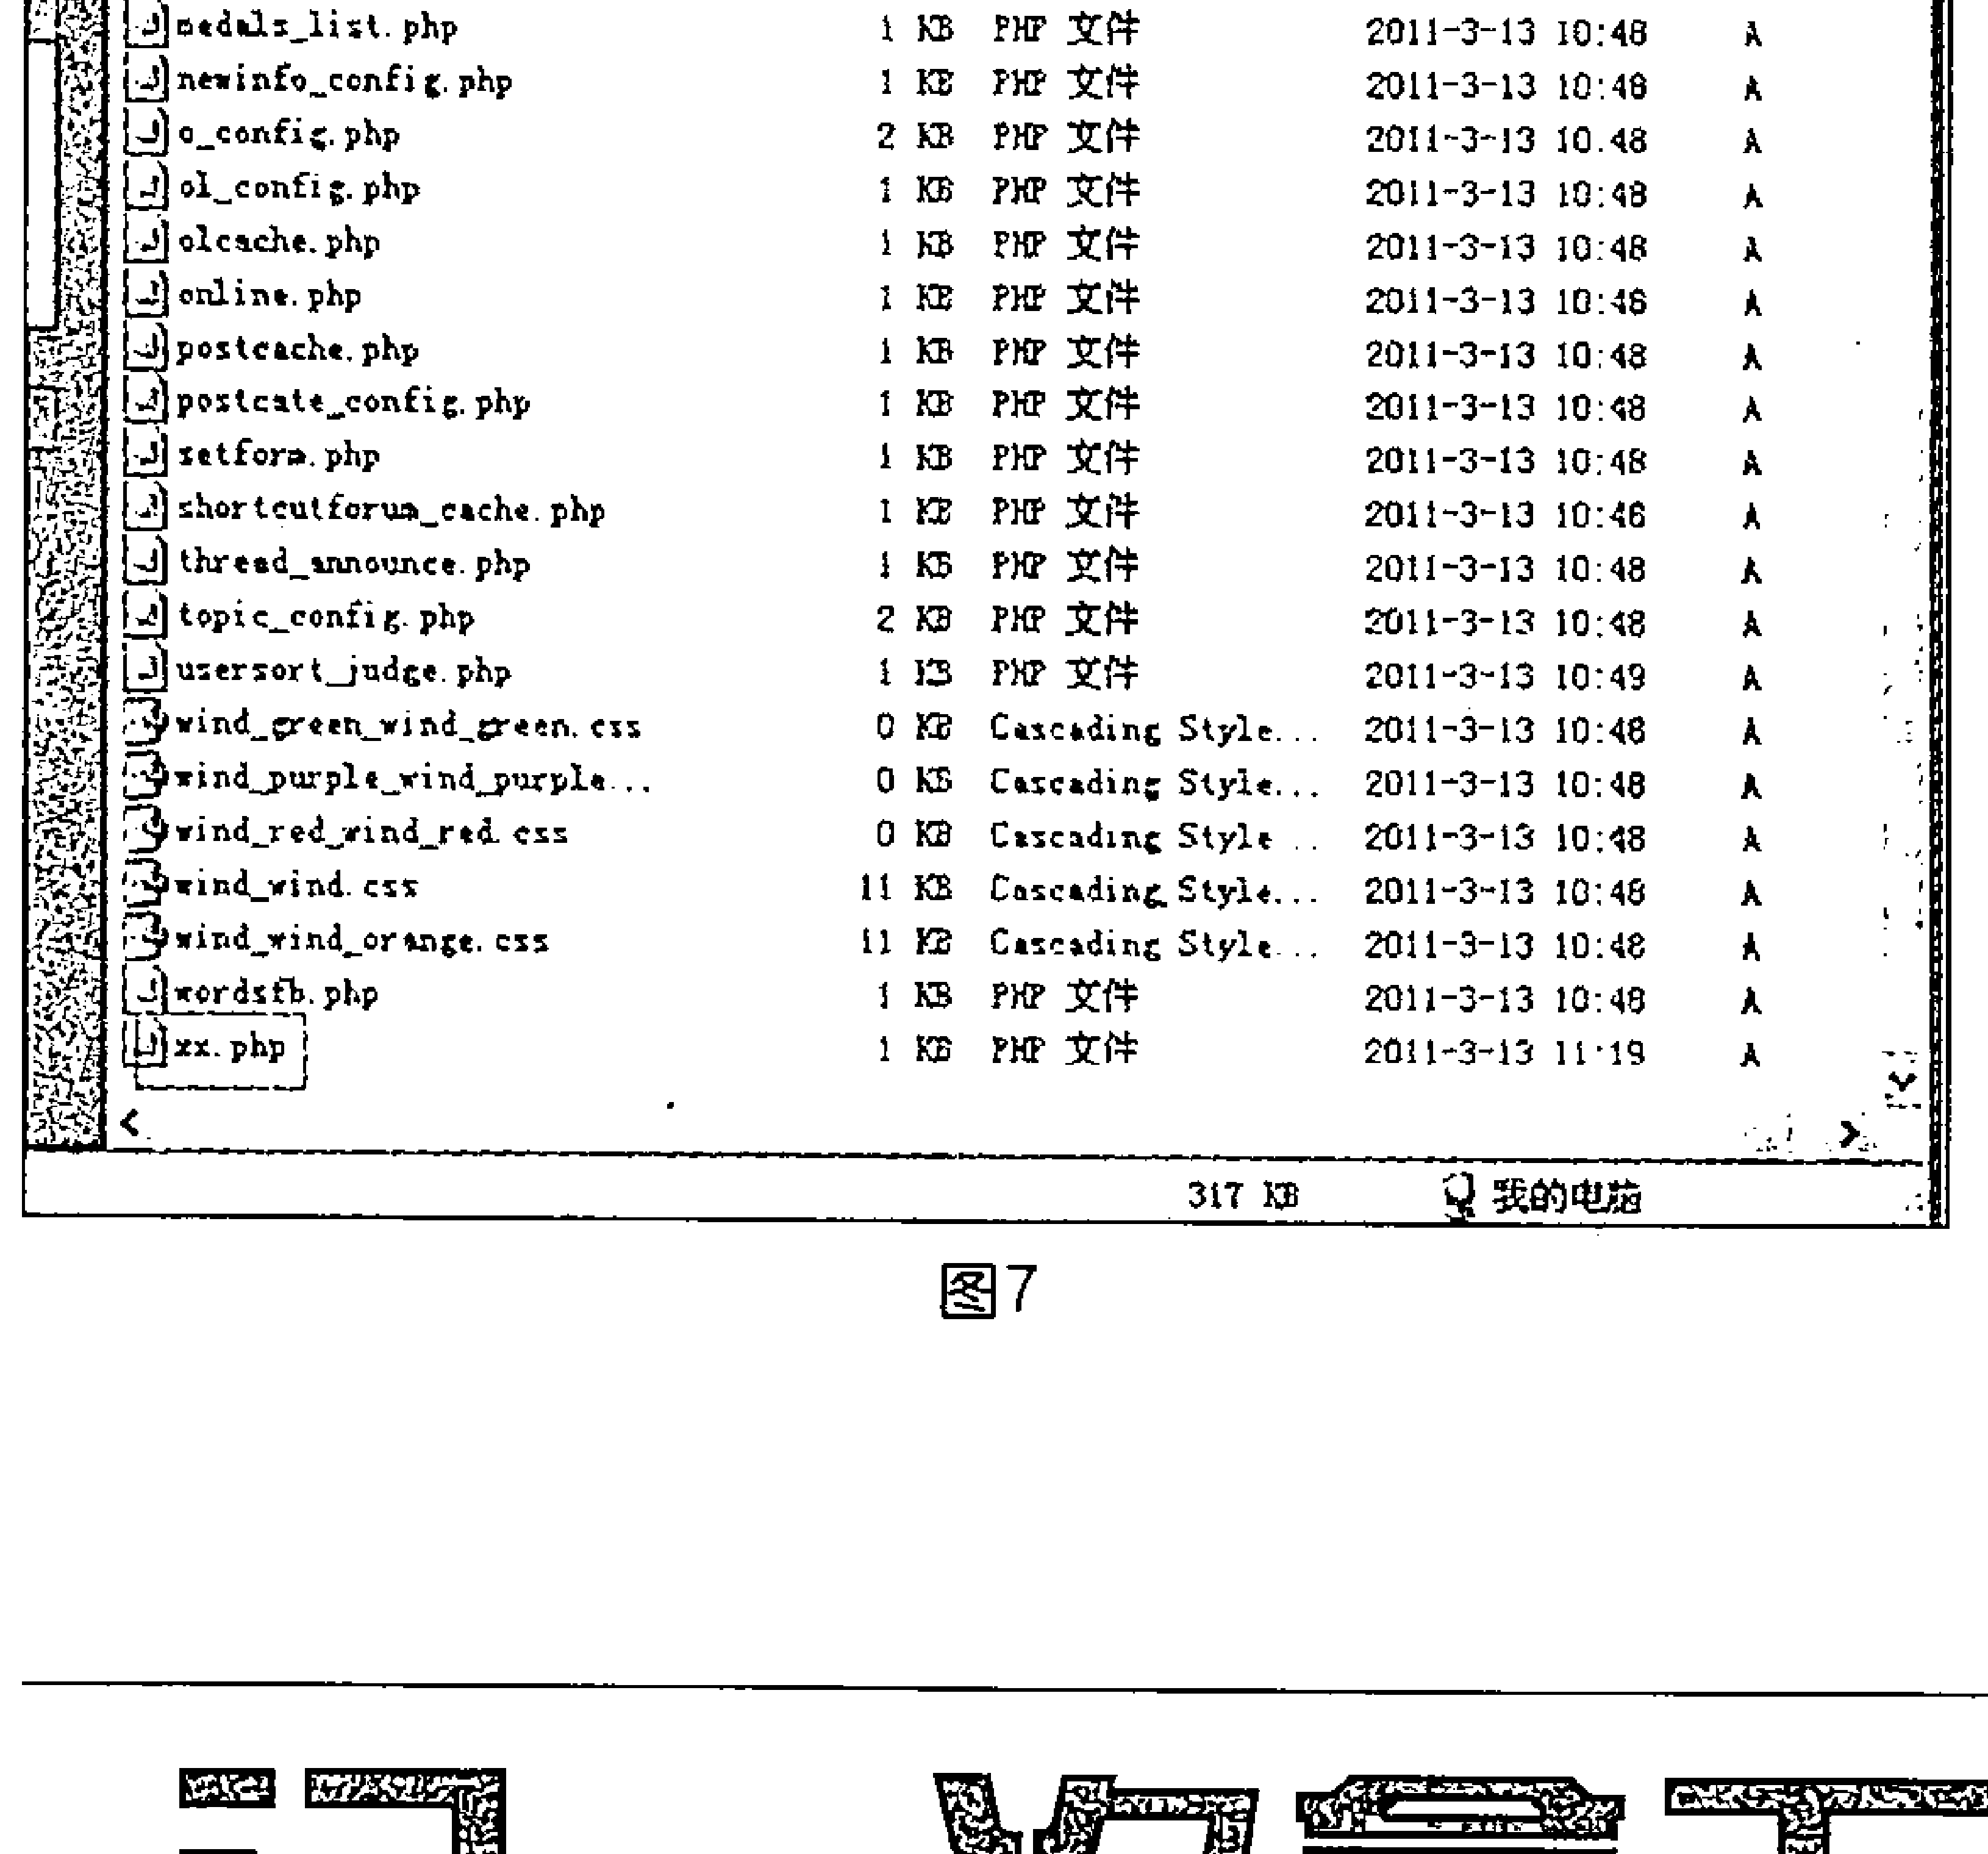 medals_list.php 1 KB PHP 文件 2011-3-13 10:48 A
newinfo_config.php 1 KB PHP 文件 2011-3-13 10:48 A
o_config.php 2 KB PHP 文件 2011-3-13 10:48 A
ol_config.php 1 KB PHP 文件 2011-3-13 10:48 A
olcache.php 1 KB PHP 文件 2011-3-13 10:48 A
online.php 1 KB PHP 文件 2011-3-13 10:48 A
postcache.php 1 KB PHP 文件 2011-3-13 10:48 A
postcate_config.php 1 KB PHP 文件 2011-3-13 10:48 A
setform.php 1 KB PHP 文件 2011-3-13 10:48 A
shortcutforum_cache.php 1 KB PHP 文件 2011-3-13 10:48 A
thread_announce.php 1 KB PHP 文件 2011-3-13 10:48 A
topic_config.php 2 KB PHP 文件 2011-3-13 10:48 A
usersort_judge.php 1 KB PHP 文件 2011-3-13 10:49 A
wind_green_wind_green.css 0 KB Cascading Style... 2011-3-13 10:48 A
wind_purple_wind_purple... 0 KB Cascading Style... 2011-3-13 10:48 A
wind_red_wind_red.css 0 KB Cascading Style... 2011-3-13 10:48 A
wind_wind.css 11 KB Cascading Style... 2011-3-13 10:48 A
wind_wind_orange.css 11 KB Cascading Style... 2011-3-13 10:48 A
wordsfb.php 1 KB PHP 文件 2011-3-13 10:48 A
xx.php 1 KB PHP 文件 2011-3-13 11:19 A
317 KB 我的电脑
图7